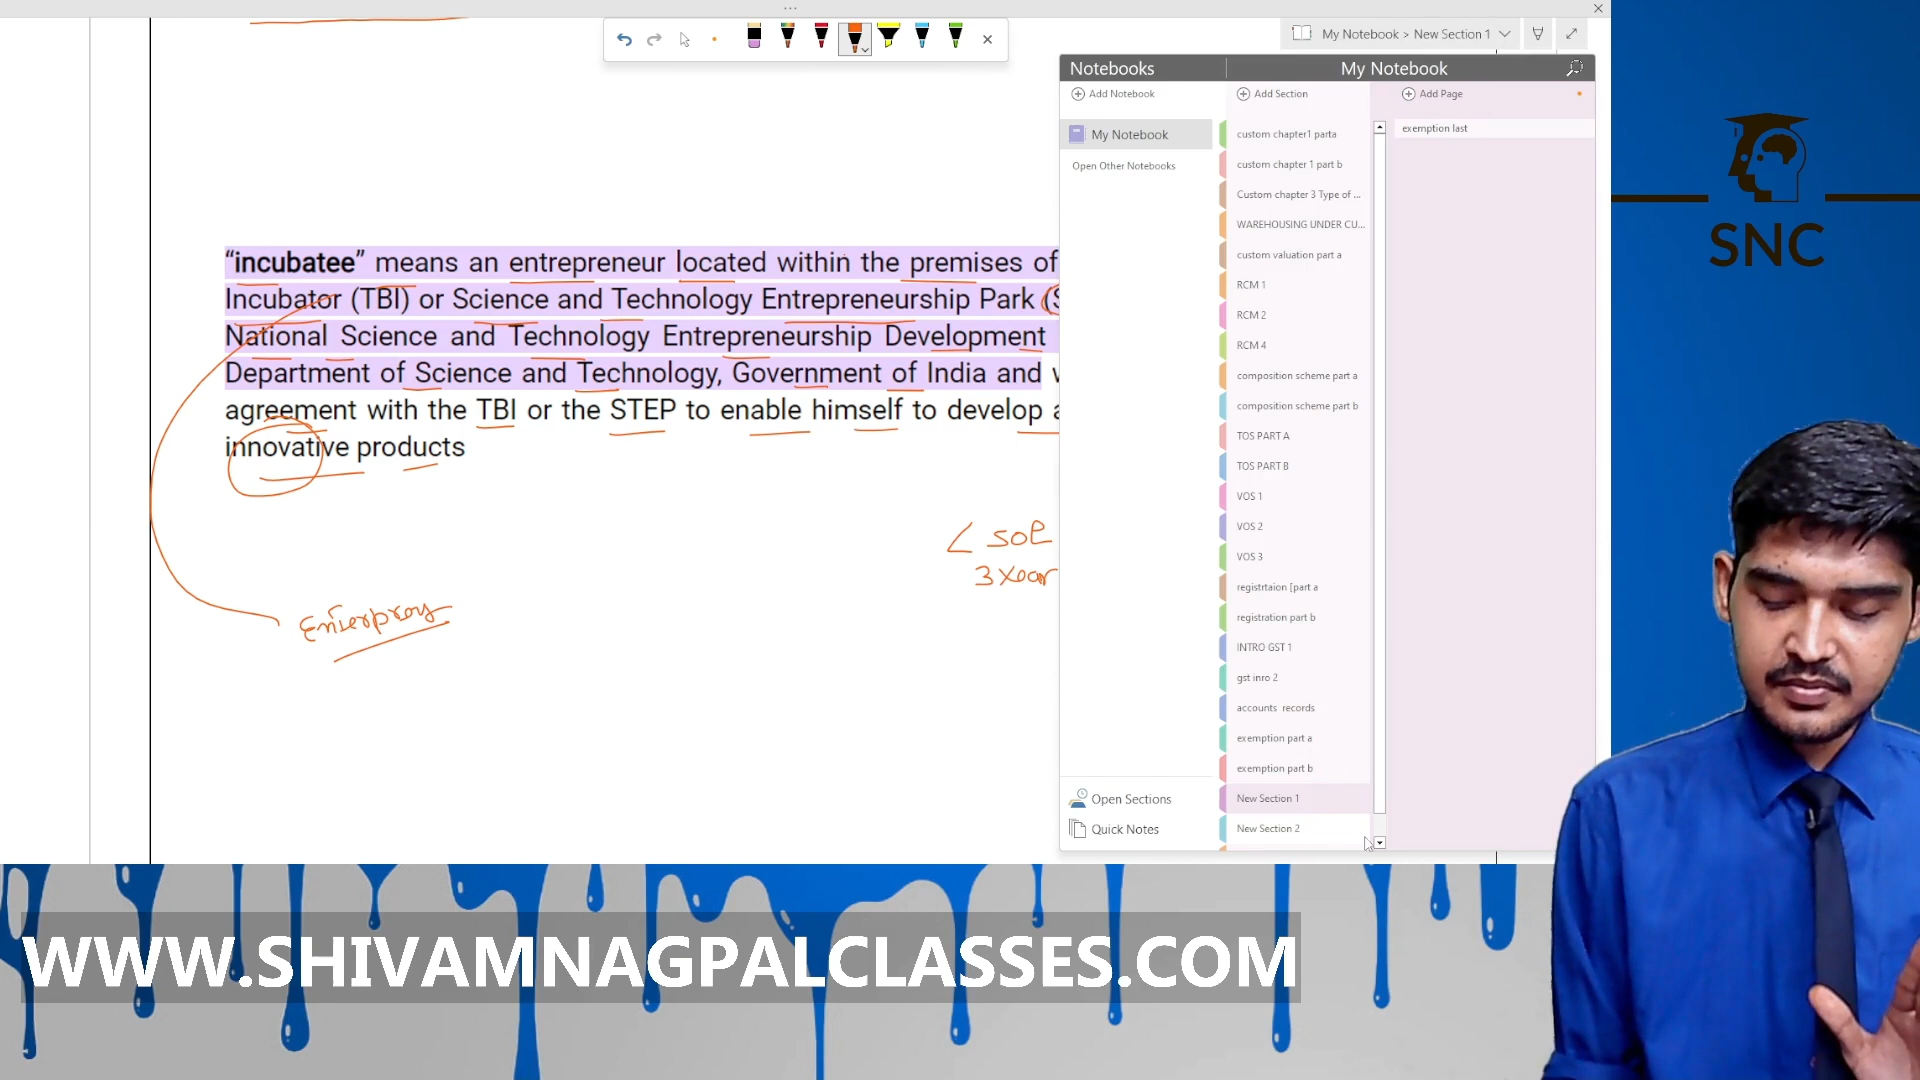 My Notebook > New Section 1
Notebooks
My Notebook
Add Notebook
Add Section
Add Page
My Notebook
Open Other Notebooks
custom chapter1 parta
custom chapter 1 part b
Custom chapter 3 Type of ...
WAREHOUSING UNDER CU...
custom valuation part a
RCM 1
RCM 2
RCM 4
composition scheme part a
composition scheme part b
TOS PART A
TOS PART B
VOS 1
VOS 2
VOS 3
registrtaion [part a
registration part b
INTRO GST 1
gst inro 2
accounts records
exemption part a
exemption part b
New Section 1
New Section 2
exemption last
Open Sections
Quick Notes
“incubatee” means an entrepreneur located within the premises of
Incubator (TBI) or Science and Technology Entrepreneurship Park (
National Science and Technology Entrepreneurship Development
Department of Science and Technology, Government of India and
agreement with the TBI or the STEP to enable himself to develop
innovative products
< 50L
3 Year
SNC
WWW.SHIVAMNAGPALCLASSES.COM